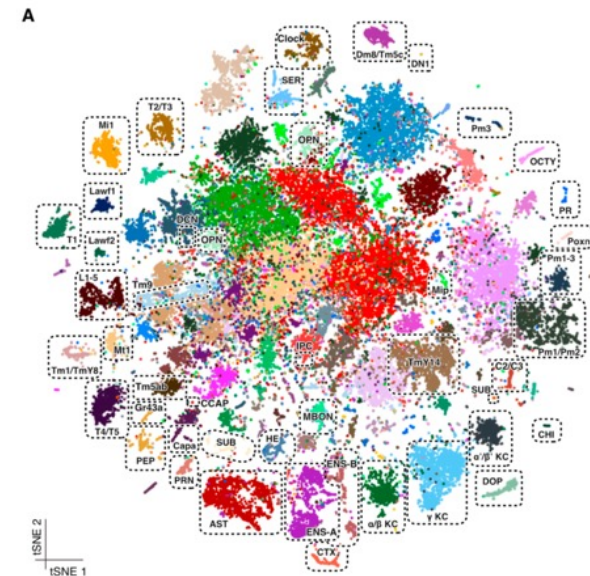 A
Clock
Dm8/Tm5c
DN1
SER
T2/T3
Mi1
OPN
Pm3
OCTY
Lawf1
PR
DCN
T1
OPN
Lawf2
Poxn
Pm1-3
Tm9
L1-5
Mip
Pm1/Pm2
IPC
Mt1
Tm1/TmY8
TmY14
C2/C3
Tm5ab
SUB
CCAP
Gr43a
MBON
T4/T5
Capa
SUB
HE
CHI
α'/β' KC
PEP
ENS-B
PRN
DOP
AST
ENS-A
α/β KC
γ KC
CTX
tSNE 2
tSNE 1